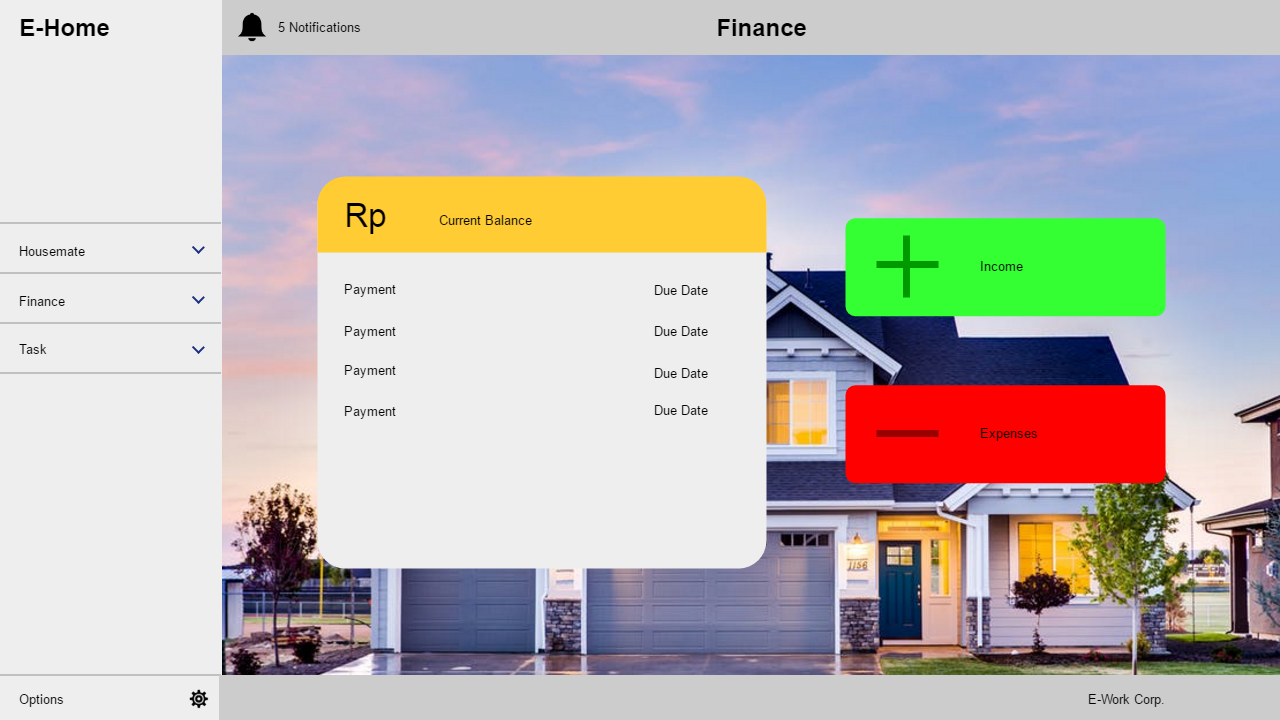 E-Home
5 Notifications
Finance
Housemate
Finance
Task
Options
Rp
Current Balance
Payment Due Date
Payment Due Date
Payment Due Date
Payment Due Date
Income
Expenses
1156
E-Work Corp.